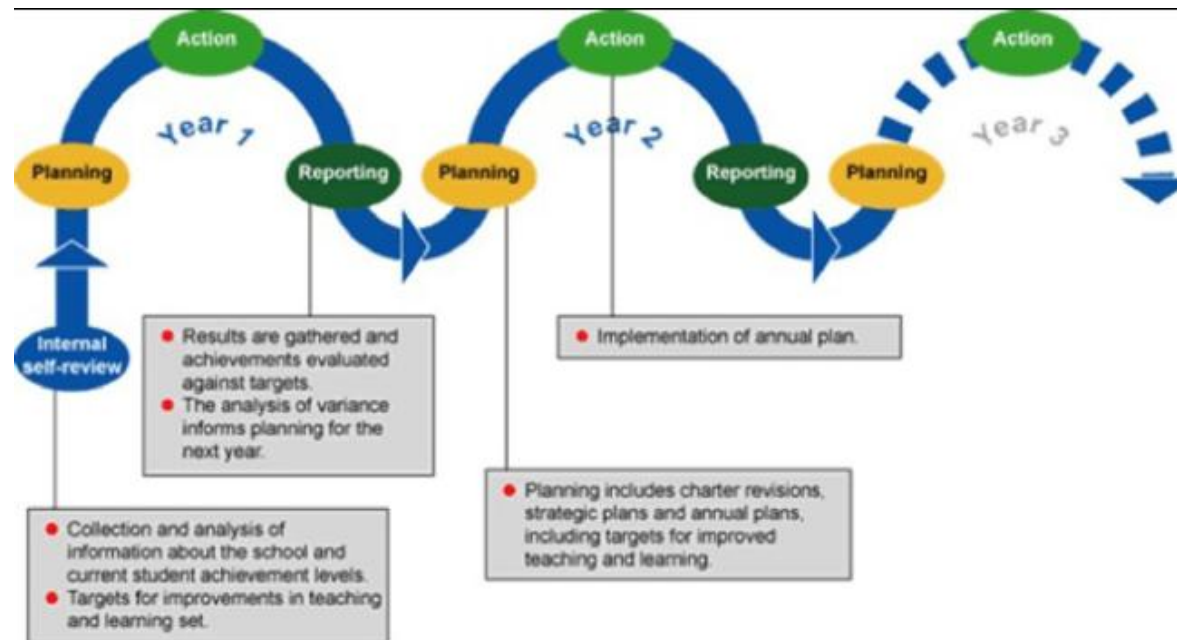 Action
Action
Action
Year 1
Year 2
Year 3
Planning
Reporting
Planning
Reporting
Planning
Internal
self-review
Results are gathered and
achievements evaluated
against targets.
The analysis of variance
informs planning for the
next year.
Implementation of annual plan.
Planning includes charter revisions,
strategic plans and annual plans,
including targets for improved
teaching and learning.
Collection and analysis of
information about the school and
current student achievement levels.
Targets for improvements in teaching
and learning set.